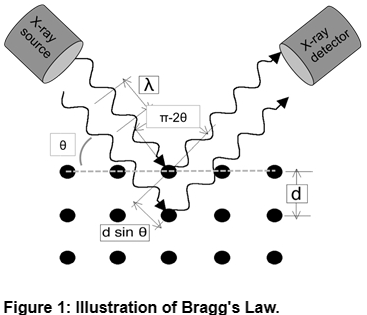 X-ray
source
X-ray
detector
λ
π-2θ
θ
d
d sin θ
Figure 1: Illustration of Bragg's Law.